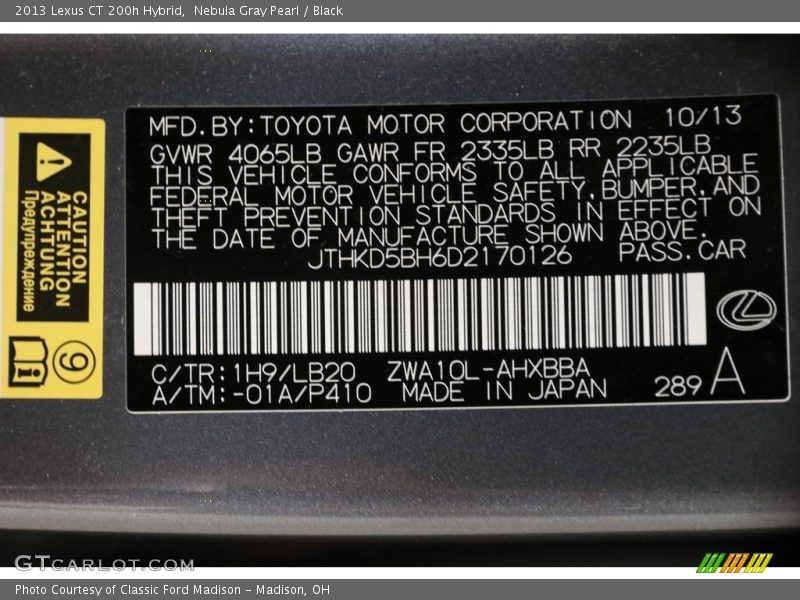 2013 Lexus CT 200h Hybrid,  Nebula Gray Pearl / Black
CAUTION
ATTENTION
ACHTUNG
Предупреждение
9
MFD.BY:TOYOTA MOTOR CORPORATION 10/13
GVWR 4065LB GAWR FR 2335LB RR 2235LB
THIS VEHICLE CONFORMS TO ALL APPLICABLE
FEDERAL MOTOR VEHICLE SAFETY,BUMPER,AND
THEFT PREVENTION STANDARDS IN EFFECT ON
THE DATE OF MANUFACTURE SHOWN ABOVE.
JTHKD5BH6D2170126 PASS.CAR
C/TR:1H9/LB20 ZWA10L-AHXBBA
A/TM:-01A/P410 MADE IN JAPAN 289 A
GTCARLOT.COM
Photo Courtesy of Classic Ford Madison - Madison, OH